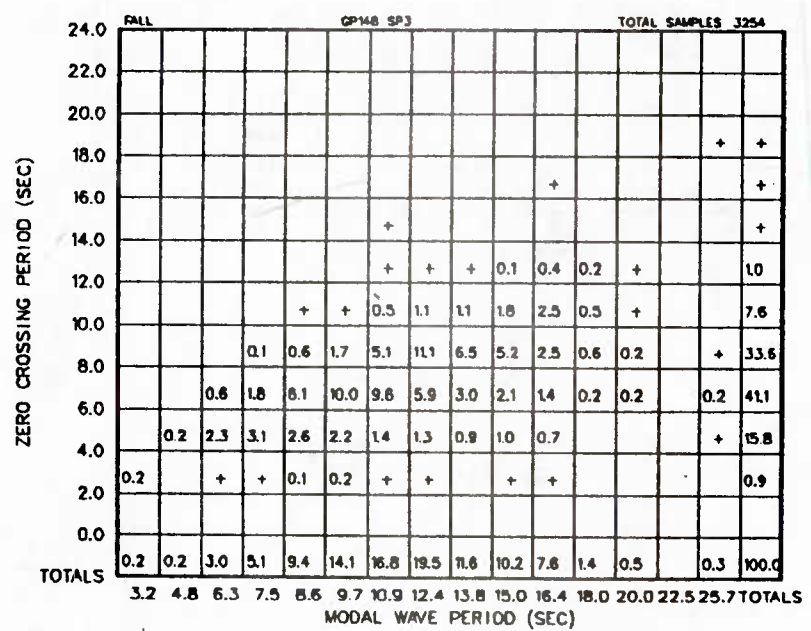 FALL GP148 SP3 TOTAL SAMPLES 3254
24.0
22.0
20.0
18.0 + +
16.0 + +
14.0 + +
12.0 + + + 0.1 0.4 0.2 + 1.0
10.0 + + 0.5 1.1 1.1 1.8 2.5 0.5 + 7.6
8.0 0.1 0.6 1.7 5.1 11.1 6.5 5.2 2.5 0.6 0.2 + 33.6
6.0 0.6 1.8 6.1 10.0 9.8 5.9 3.0 2.1 1.4 0.2 0.2 0.2 41.1
4.0 0.2 2.3 3.1 2.6 2.2 1.4 1.3 0.9 1.0 0.7 + 15.8
2.0 0.2 + + 0.1 0.2 + + + + 0.9
0.0
TOTALS 0.2 0.2 3.0 5.1 9.4 14.1 16.8 19.5 11.6 10.2 7.6 1.4 0.5 0.3 100.0
3.2 4.8 6.3 7.5 8.6 9.7 10.9 12.4 13.8 15.0 16.4 18.0 20.0 22.5 25.7 TOTALS
MODAL WAVE PERIOD (SEC)
ZERO CROSSING PERIOD (SEC)